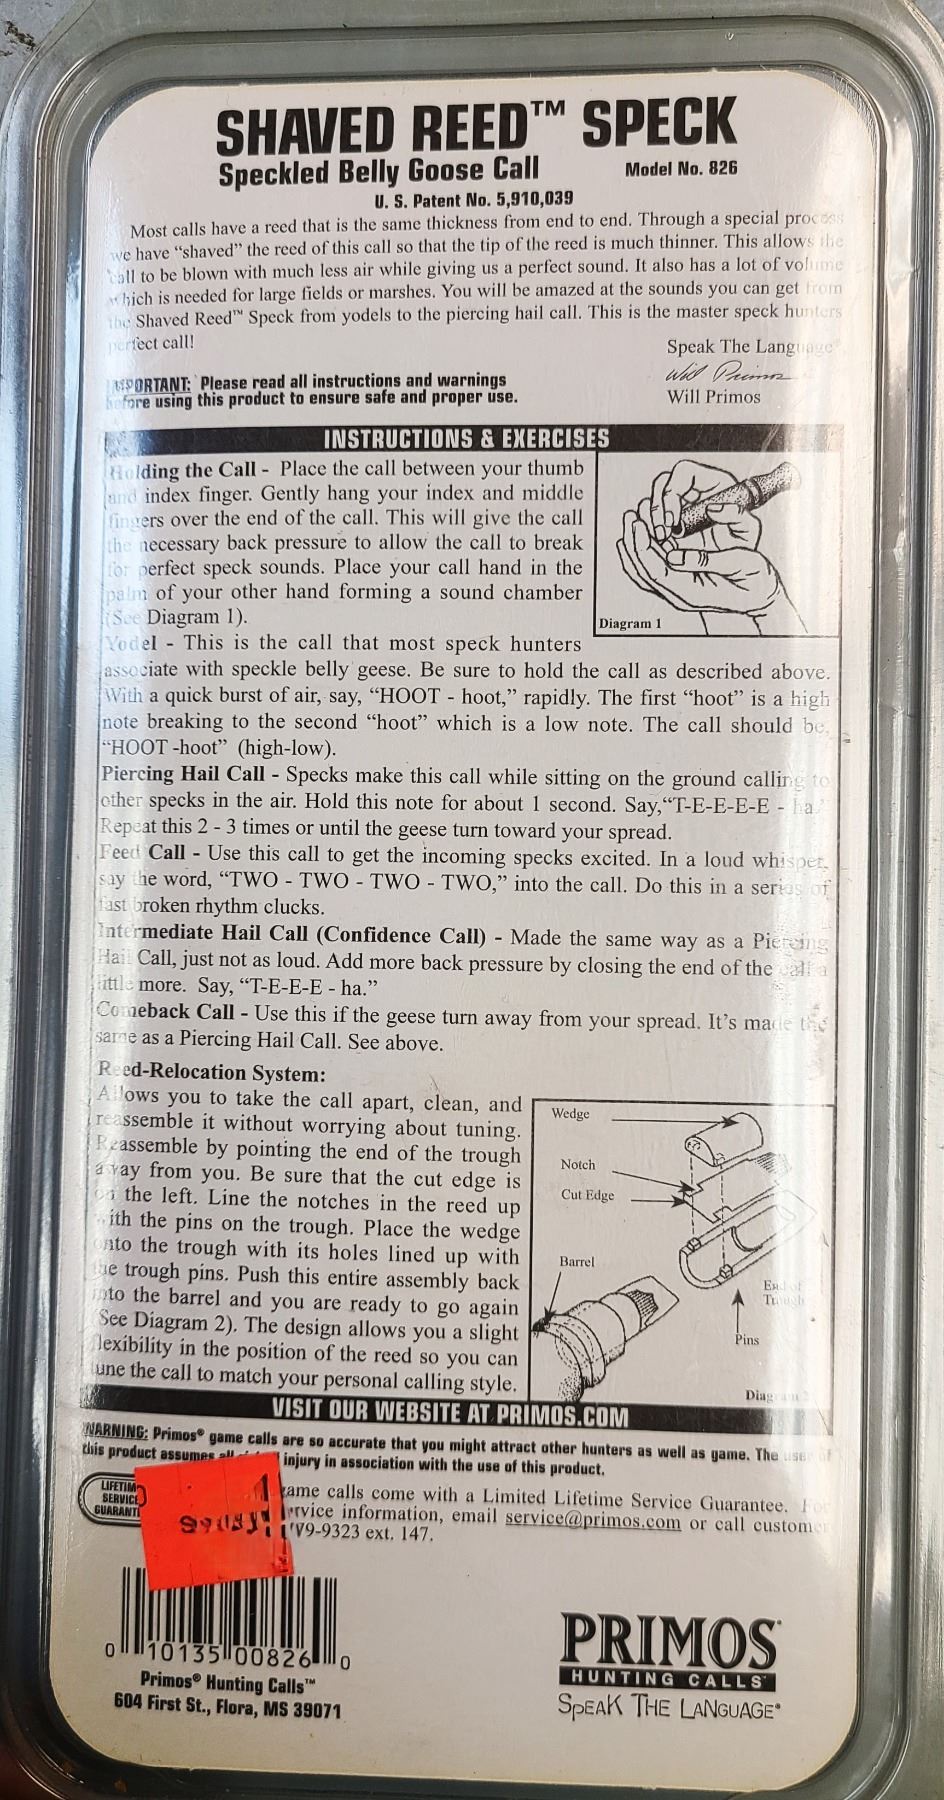 SHAVED REED™ SPECK
Speckled Belly Goose Call Model No. 826
U. S. Patent No. 5,910,039
Most calls have a reed that is the same thickness from end to end. Through a special process
we have “shaved” the reed of this call so that the tip of the reed is much thinner. This allows the
call to be blown with much less air while giving us a perfect sound. It also has a lot of volume
which is needed for large fields or marshes. You will be amazed at the sounds you can get from
the Shaved Reed™ Speck from yodels to the piercing hail call. This is the master speck hunters
perfect call!
Speak The Language®
Will Primos
Will Primos
IMPORTANT: Please read all instructions and warnings
before using this product to ensure safe and proper use.
INSTRUCTIONS & EXERCISES
Holding the Call - Place the call between your thumb
and index finger. Gently hang your index and middle
fingers over the end of the call. This will give the call
the necessary back pressure to allow the call to break
for perfect speck sounds. Place your call hand in the
palm of your other hand forming a sound chamber
(See Diagram 1).
Diagram 1
Yodel - This is the call that most speck hunters
associate with speckle belly geese. Be sure to hold the call as described above.
With a quick burst of air, say, “HOOT - hoot,” rapidly. The first “hoot” is a high
note breaking to the second “hoot” which is a low note. The call should be,
“HOOT -hoot” (high-low).
Piercing Hail Call - Specks make this call while sitting on the ground calling to
other specks in the air. Hold this note for about 1 second. Say,“T-E-E-E-E - ha.”
Repeat this 2 - 3 times or until the geese turn toward your spread.
Feed Call - Use this call to get the incoming specks excited. In a loud whisper,
say the word, “TWO - TWO - TWO - TWO,” into the call. Do this in a series of
fast broken rhythm clucks.
Intermediate Hail Call (Confidence Call) - Made the same way as a Piercing
Hail Call, just not as loud. Add more back pressure by closing the end of the call a
little more. Say, “T-E-E-E - ha.”
Comeback Call - Use this if the geese turn away from your spread. It’s made the
same as a Piercing Hail Call. See above.
Reed-Relocation System:
Allows you to take the call apart, clean, and
reassemble it without worrying about tuning.
Reassemble by pointing the end of the trough
away from you. Be sure that the cut edge is
on the left. Line the notches in the reed up
with the pins on the trough. Place the wedge
onto the trough with its holes lined up with
the trough pins. Push this entire assembly back
into the barrel and you are ready to go again
See Diagram 2). The design allows you a slight
flexibility in the position of the reed so you can
tune the call to match your personal calling style.
Wedge
Notch
Cut Edge
Barrel
End of
Trough
Pins
Diagram 2
VISIT OUR WEBSITE AT PRIMOS.COM
WARNING: Primos® game calls are so accurate that you might attract other hunters as well as game. The user of
this product assumes all injury in association with the use of this product.
LIFETIME
SERVICE
GUARANTEE
game calls come with a Limited Lifetime Service Guarantee. For
service information, email service@primos.com or call customer
9-9323 ext. 147.
0 10135 00826 0
Primos® Hunting Calls™
604 First St., Flora, MS 39071
PRIMOS
HUNTING CALLS
SPEAK THE LANGUAGE®